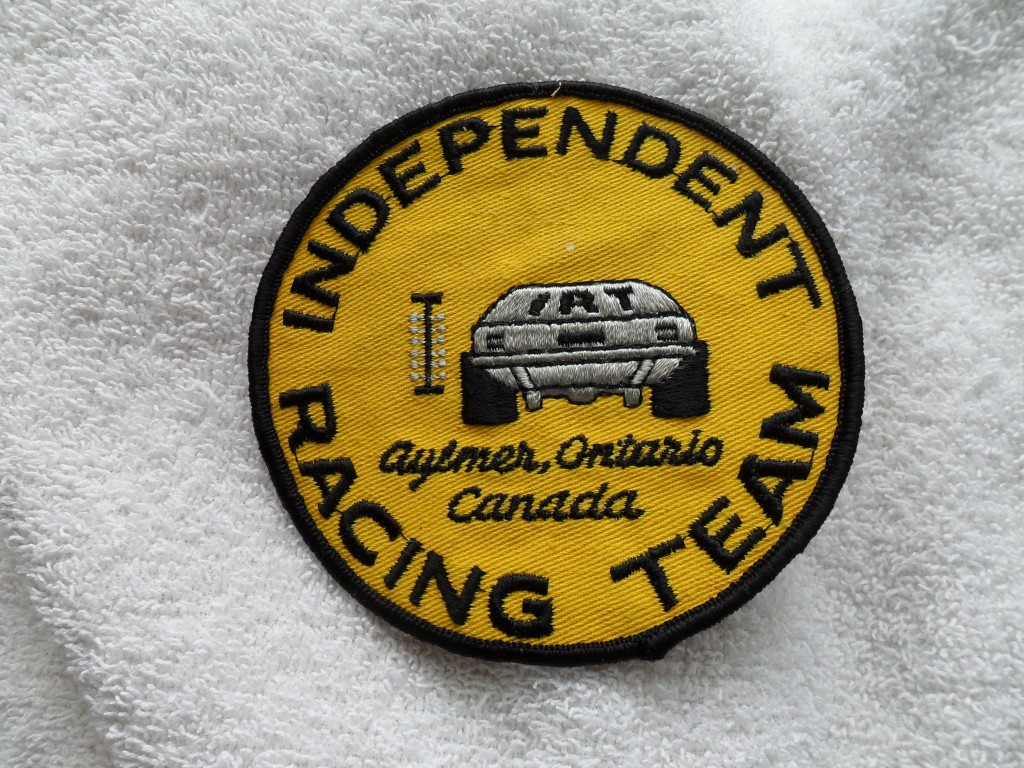 INDEPENDENT
IRT
Aylmer, Ontario
Canada
RACING TEAM